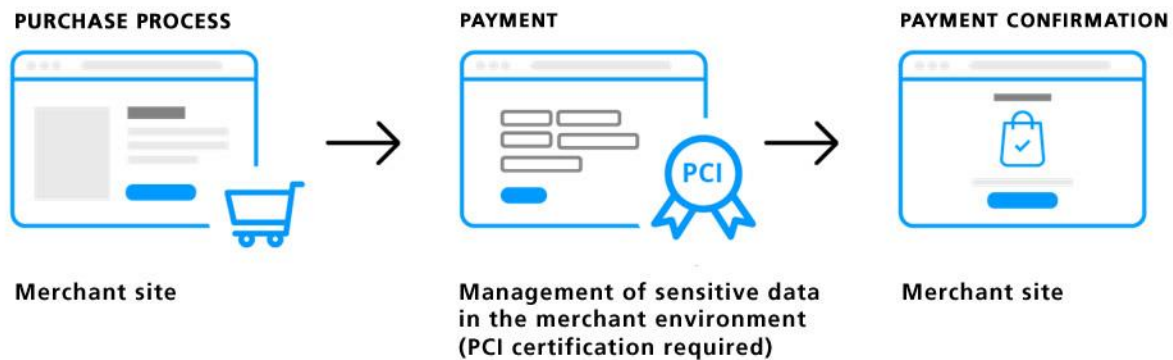 PURCHASE PROCESS
PAYMENT
PAYMENT CONFIRMATION
PCI
Merchant site
Management of sensitive data
in the merchant environment
(PCI certification required)
Merchant site